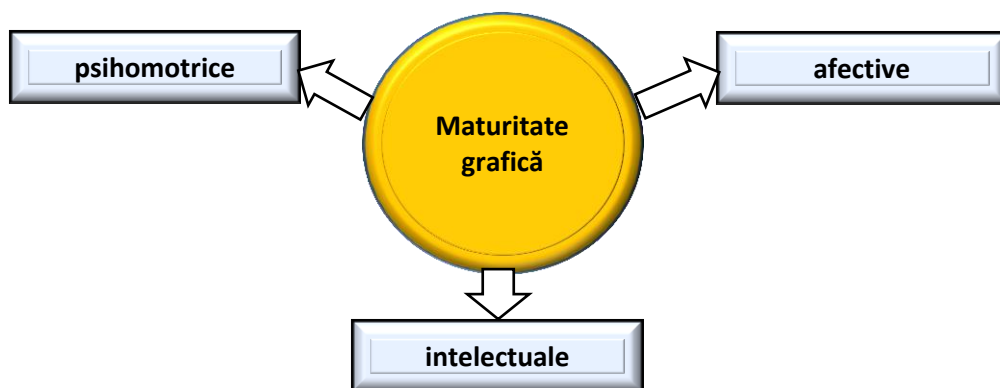 psihomotrice
afective
Maturitate
grafică
intelectuale